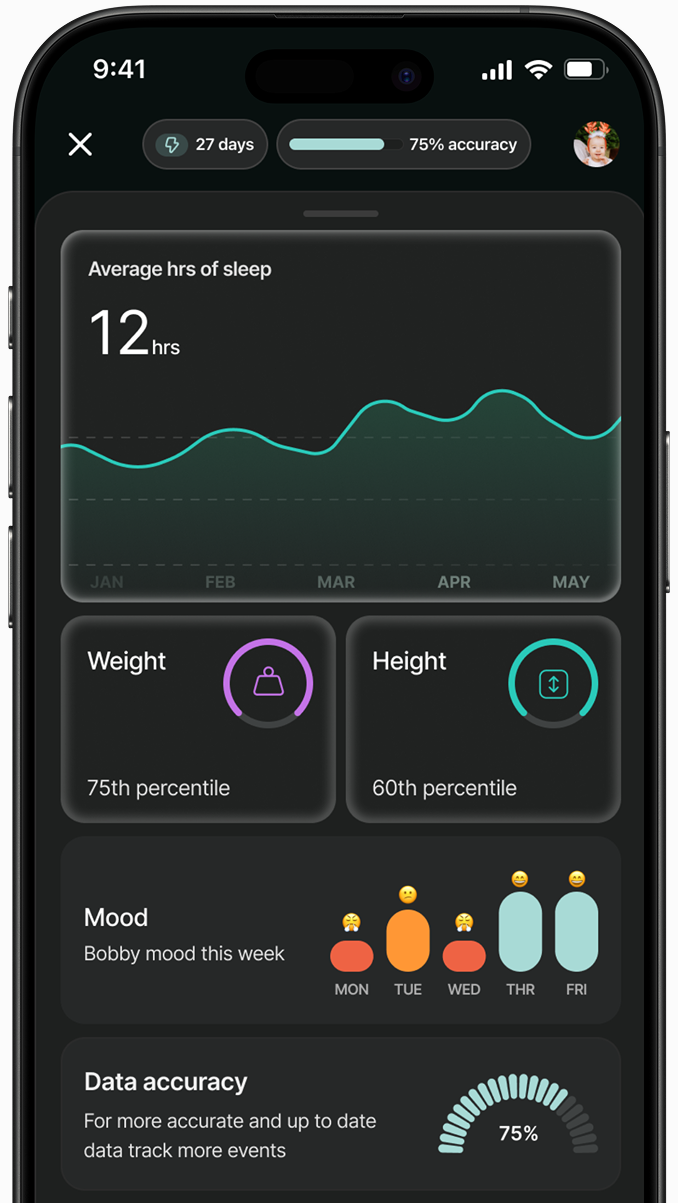 9:41
27 days
75% accuracy
Average hrs of sleep
12hrs
JAN FEB MAR APR MAY
Weight
75th percentile
Height
60th percentile
Mood
Bobby mood this week
MON TUE WED THR FRI
Data accuracy
For more accurate and up to date
data track more events
75%